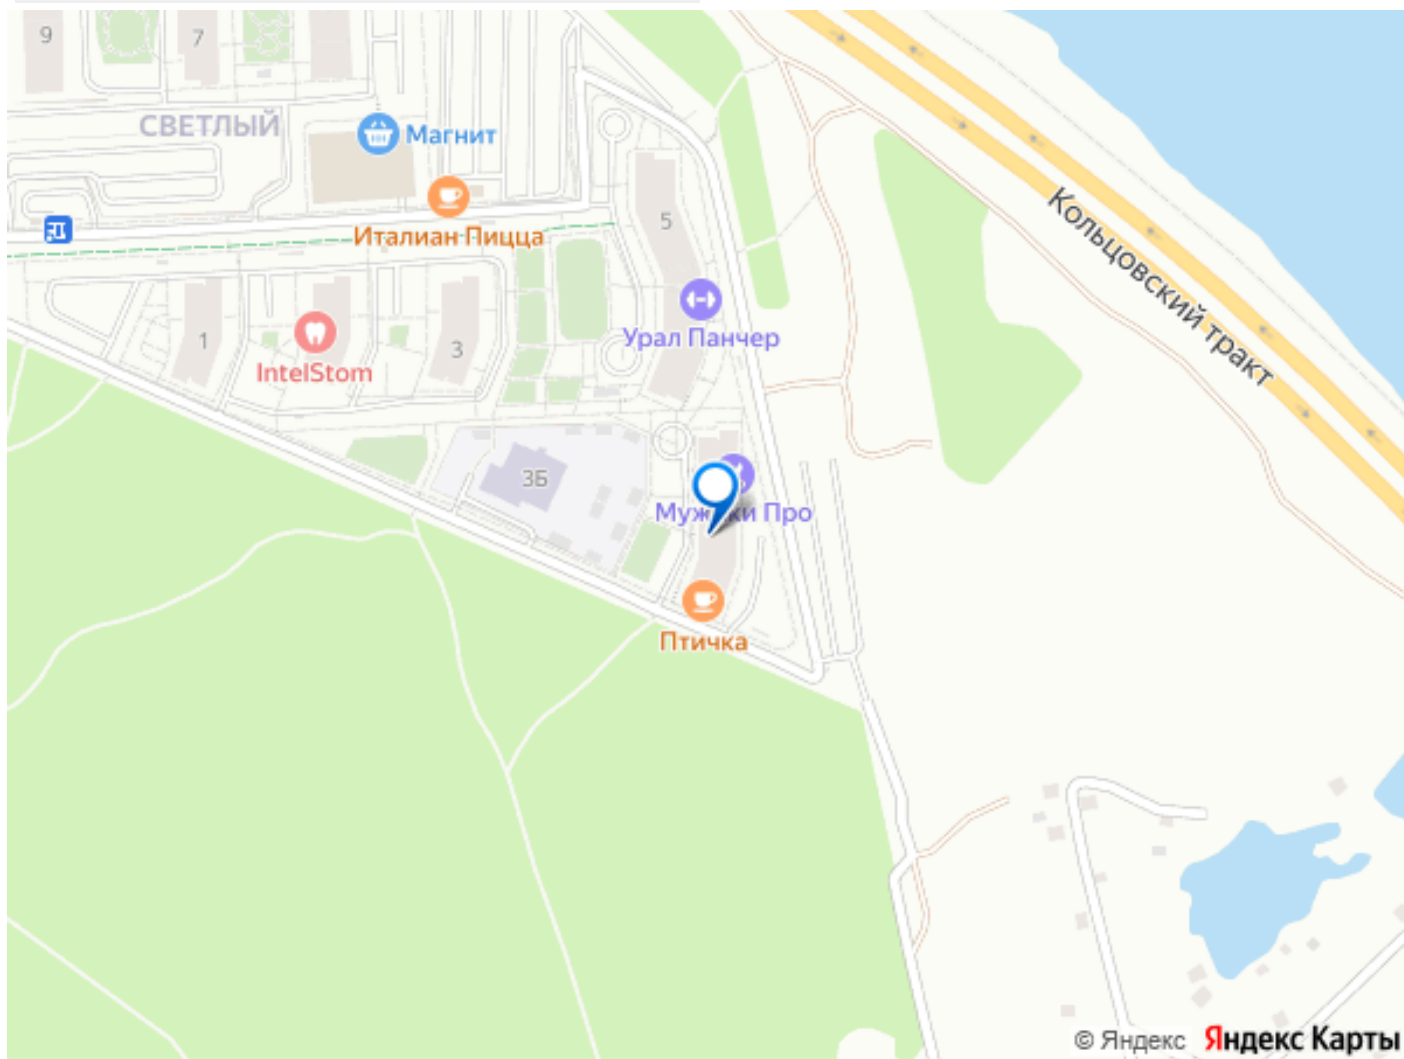 9
7
СВЕТЛЫЙ
Магнит
5
Италиан Пицца
Кольцовский тракт
Урал Панчер
1
3
IntelStom
3Б
Про
Птичка
© Яндекс Яндекс Карты